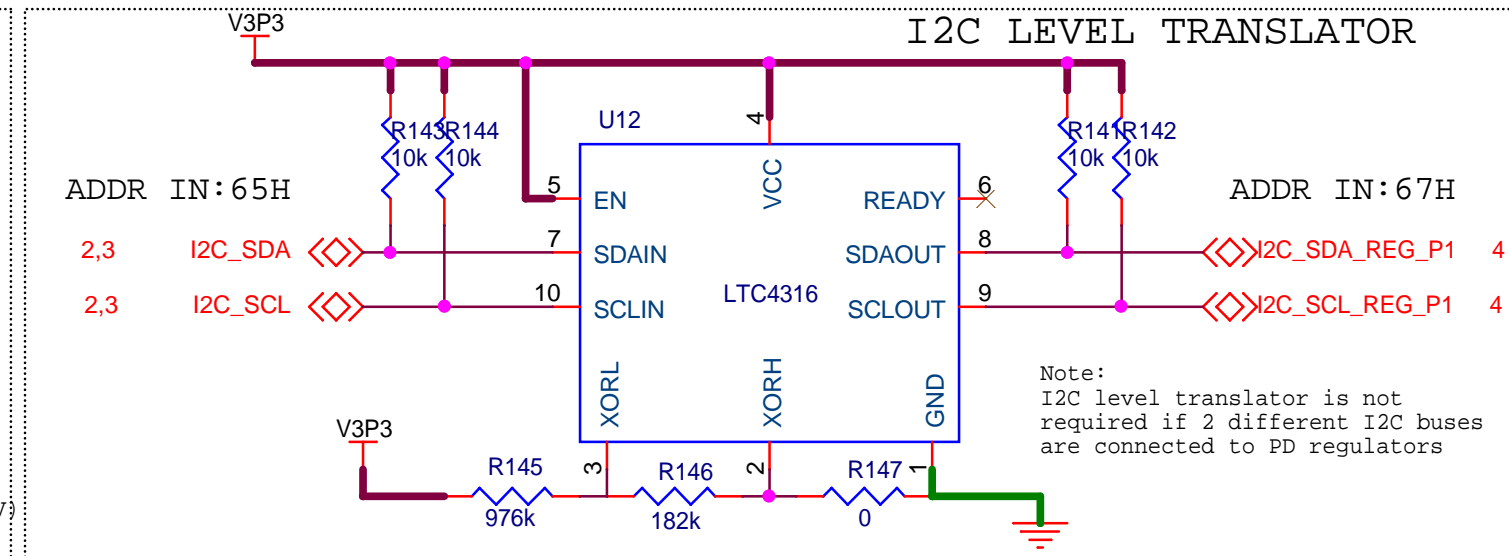 V3P3
I2C LEVEL TRANSLATOR
U12
4
R143
R144
R141
R142
10k
10k
10k
10k
VCC
ADDR IN:65H
5
EN
READY
6
ADDR IN:67H
2,3
I2C_SDA
7
SDAIN
SDAOUT
8
I2C_SDA_REG_P1
4
LTC4316
2,3
I2C_SCL
10
SCLIN
SCLOUT
9
I2C_SCL_REG_P1
4
XORL
XORH
GND
Note:
I2C level translator is not
required if 2 different I2C buses
are connected to PD regulators
V3P3
R145
3
R146
2
R147
1
976k
182k
0